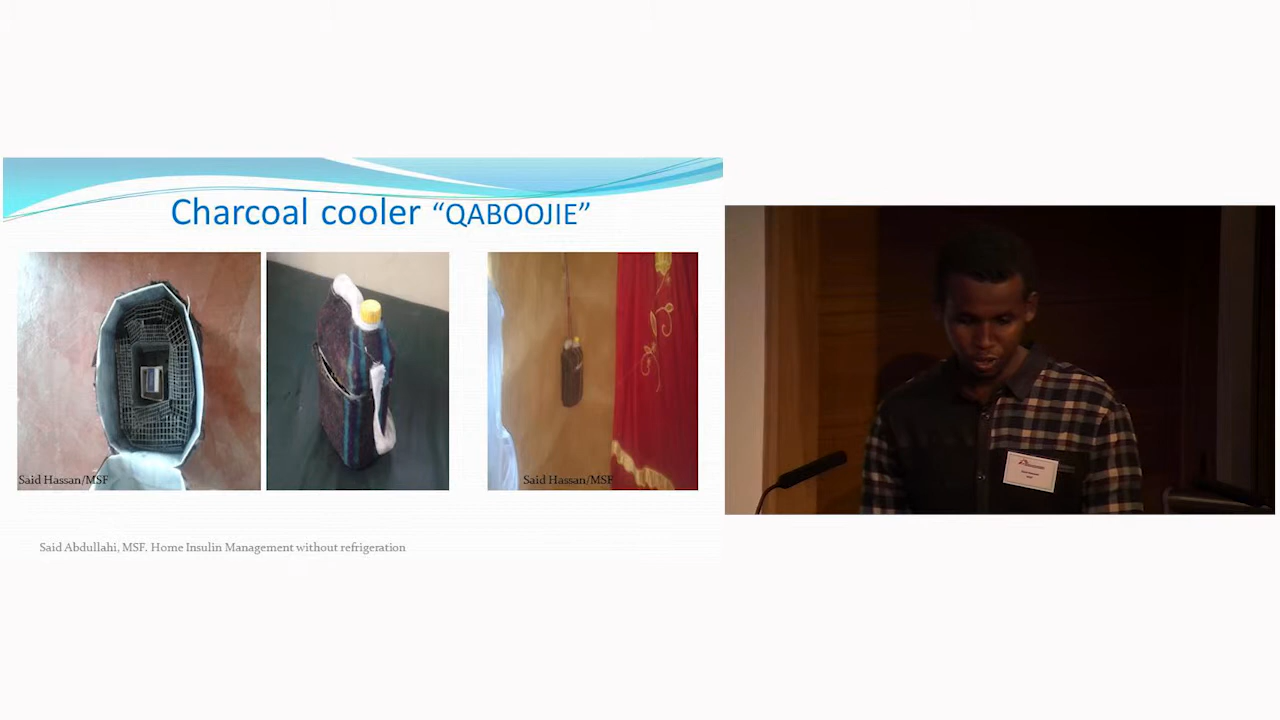 Charcoal cooler “QABOOJIE”
Said Hassan/MSF
Said Hassan/MSF
Said Abdullahi, MSF. Home Insulin Management without refrigeration